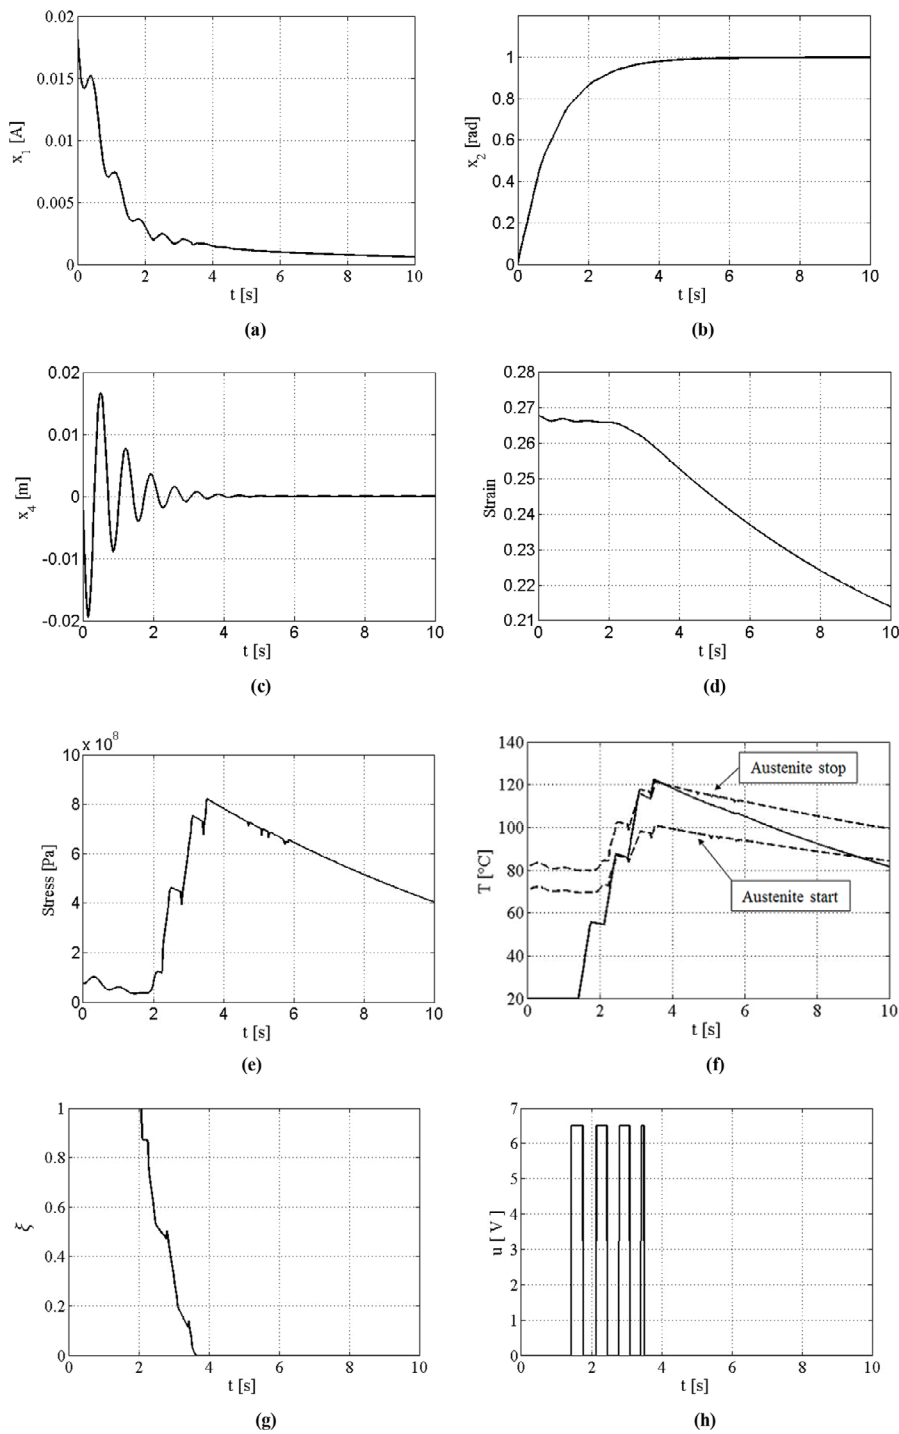 0.02
0.015
0.01
0.005
0
0 2 4 6 8 10
x1 [A]
t [s]
(a)
1
0.8
0.6
0.4
0.2
0
0 2 4 6 8 10
x2 [rad]
t [s]
(b)
0.02
0.01
0
-0.01
-0.02
0 2 4 6 8 10
x4 [m]
t [s]
(c)
0.28
0.27
0.26
0.25
0.24
0.23
0.22
0.21
0 2 4 6 8 10
Strain
t [s]
(d)
x 10^8
10
8
6
4
2
0
0 2 4 6 8 10
Stress [Pa]
t [s]
(e)
140
120
100
80
60
40
20
0 2 4 6 8 10
T [°C]
Austenite stop
Austenite start
t [s]
(f)
1
0.8
0.6
0.4
0.2
0
0 2 4 6 8 10
ξ
t [s]
(g)
7
6
5
4
3
2
1
0
0 2 4 6 8 10
u [ V ]
t [s]
(h)